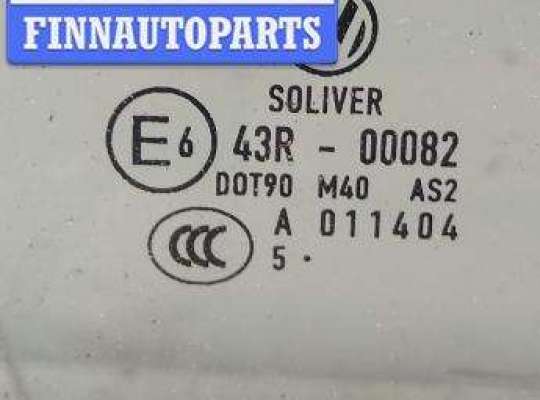 FINNAUTOPARTS
SOLIVER
E6 43R - 00082
DOT90 M40 AS2
CCC A 011404
5 ·